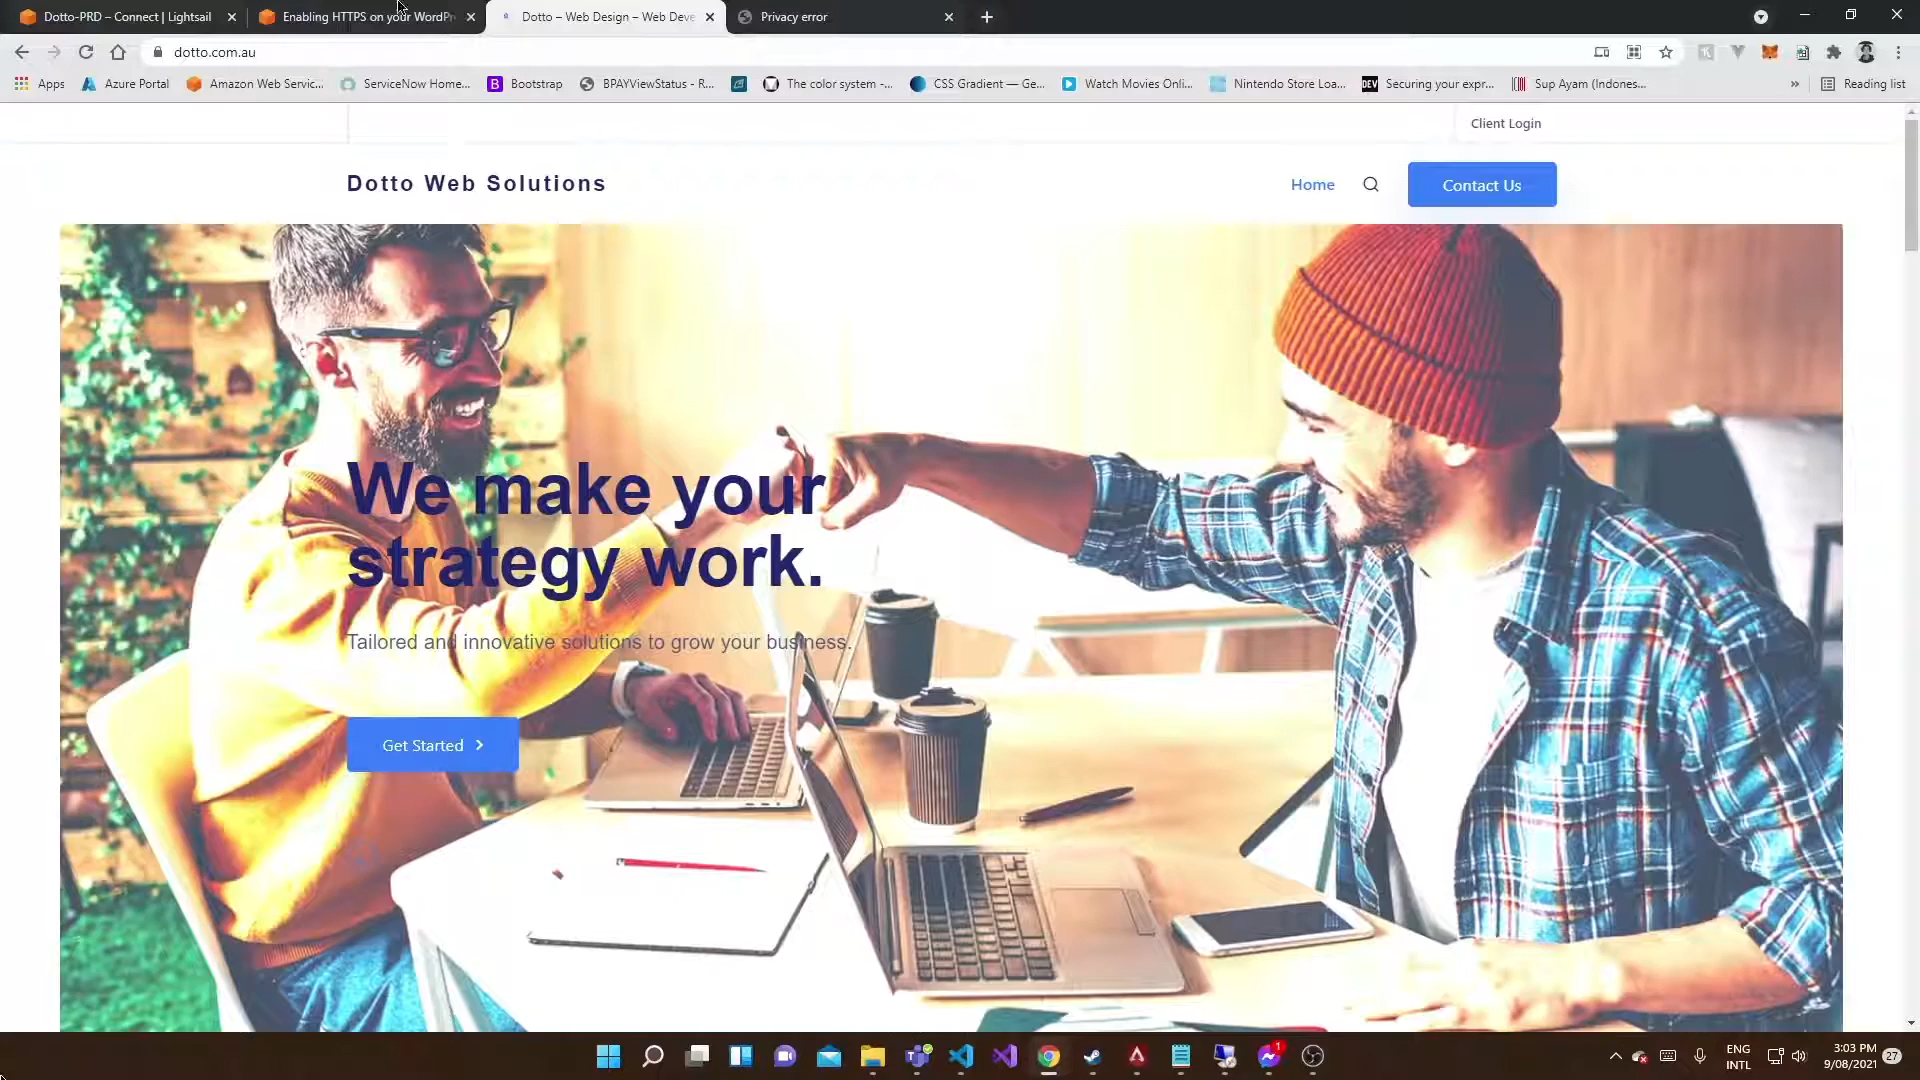 Dotto-PRD – Connect | Lightsail
Enabling HTTPS on your WordPr
Dotto – Web Design – Web Deve
Privacy error
dotto.com.au
Apps
Azure Portal
Amazon Web Servic...
ServiceNow Home...
B
Bootstrap
BPAYViewStatus - R...
The color system -...
CSS Gradient — Ge...
Watch Movies Onli...
Nintendo Store Loa...
DEV
Securing your expr...
Sup Ayam (Indones...
»
Reading list
Client Login
Dotto Web Solutions
Home
Contact Us
We make your
strategy work.
Tailored and innovative solutions to grow your business.
Get Started
1
ENG
INTL
3:03 PM
9/08/2021
27